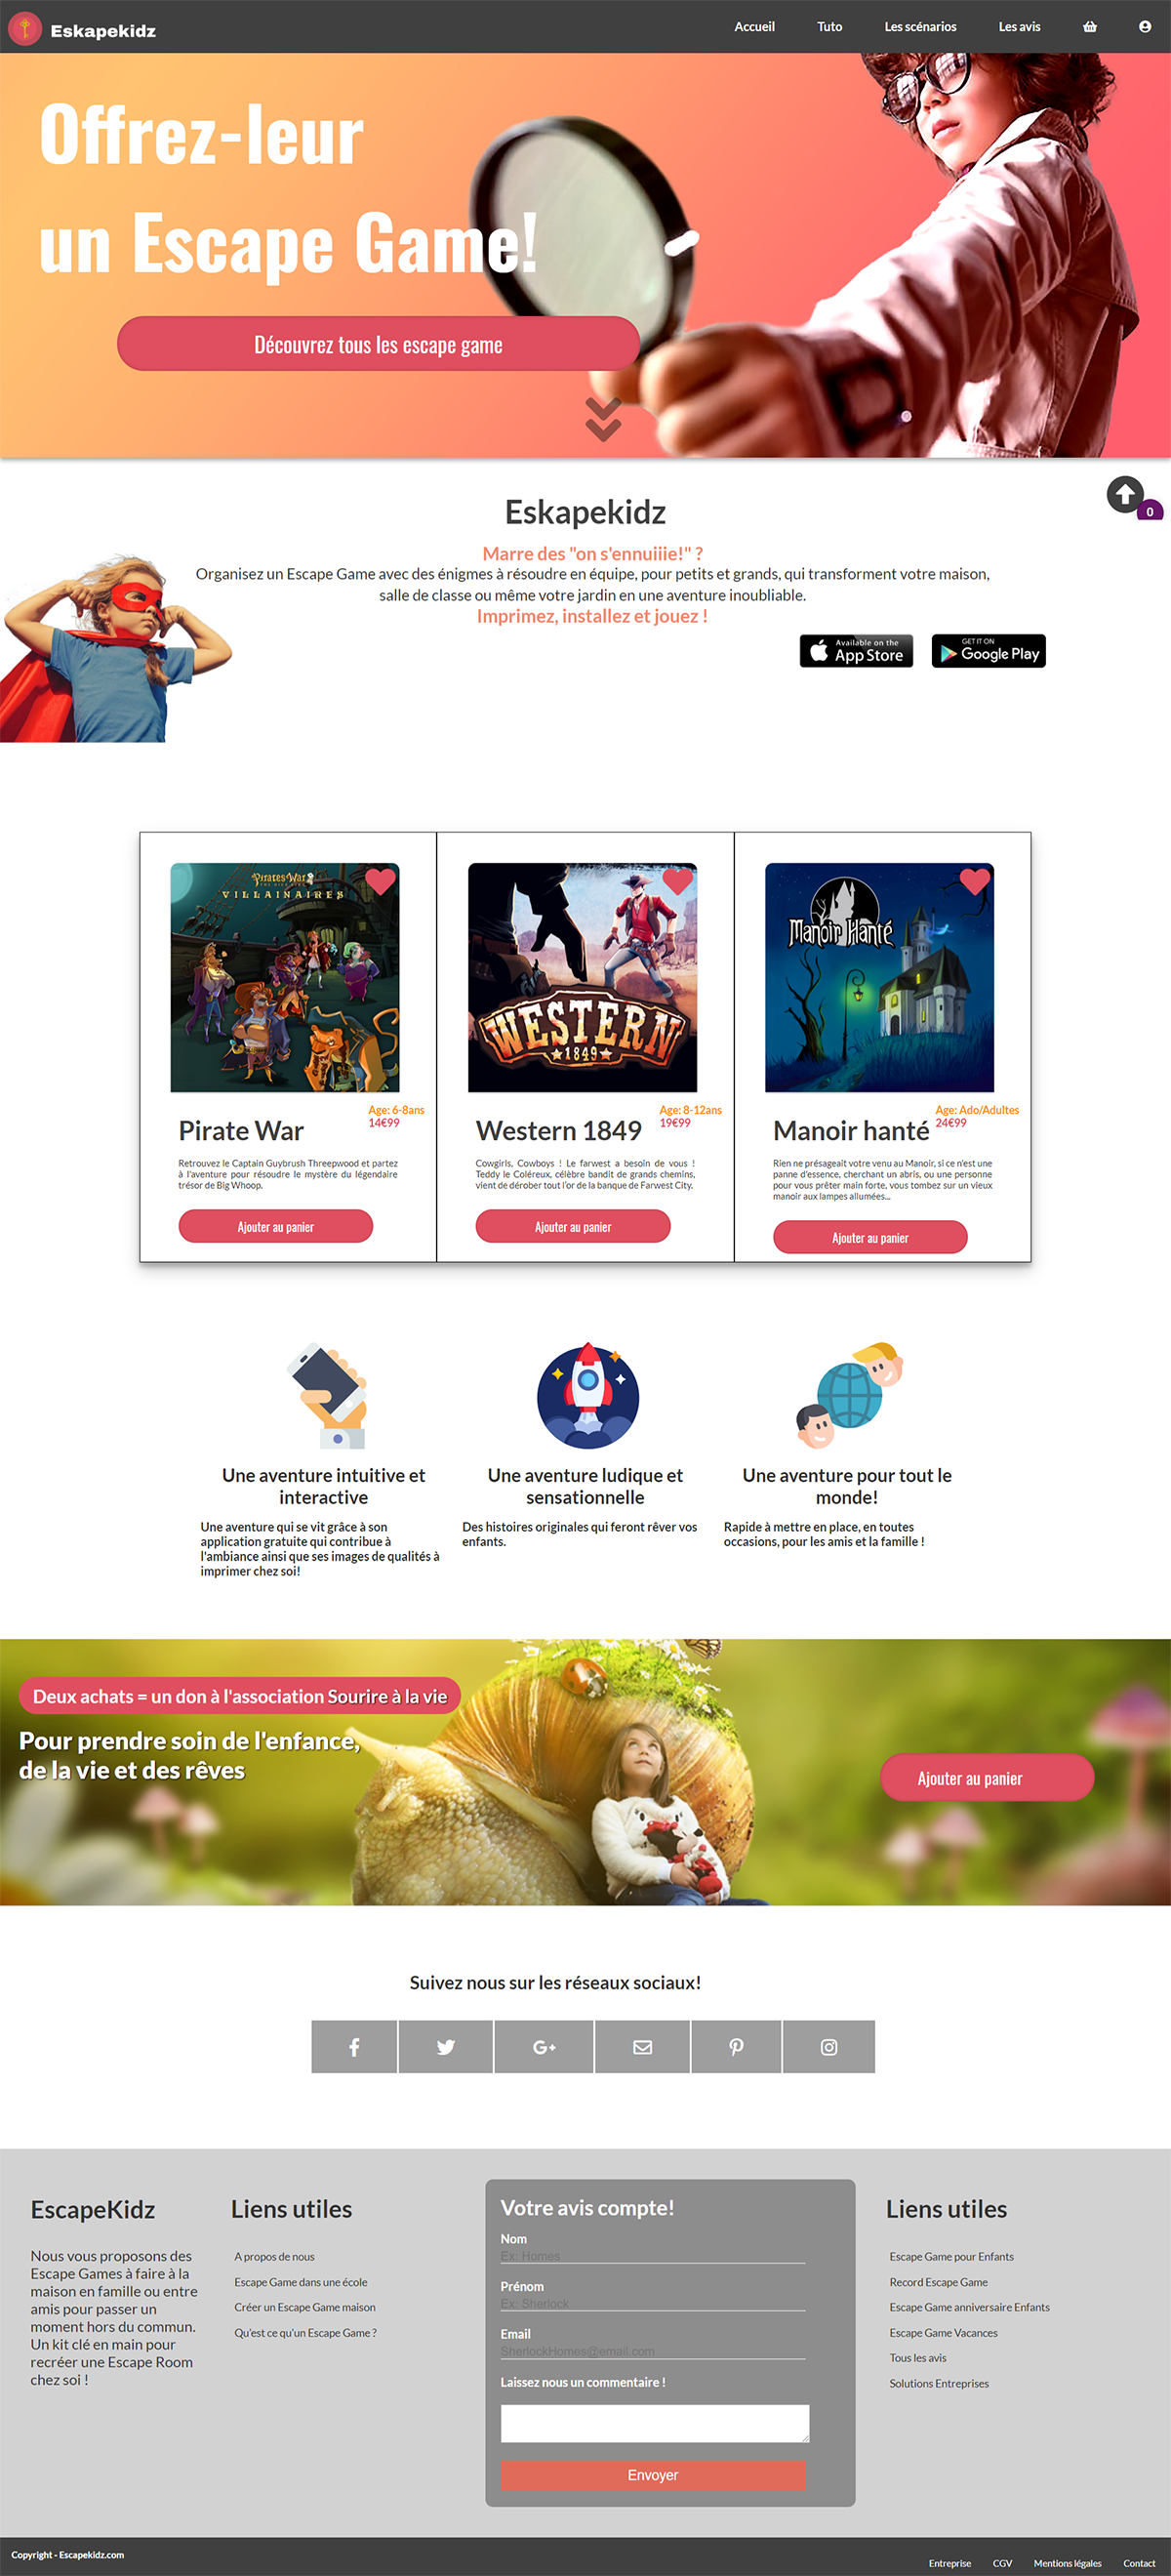 Eskapekidz
Accueil
Tuto
Les scénarios
Les avis
Offrez-leur
un Escape Game!
Découvrez tous les escape game
0
Eskapekidz
Marre des "on s'ennuiiie!" ?
Organisez un Escape Game avec des énigmes à résoudre en équipe, pour petits et grands, qui transforment votre maison,
salle de classe ou même votre jardin en une aventure inoubliable.
Imprimez, installez et jouez !
Available on the
App Store
GET IT ON
Google Play
Pirates War
VILLAINAIRES
Age: 6-8ans
14€99
Pirate War
Retrouvez le Captain Guybrush Threepwood et partez
à l'aventure pour résoudre le mystère du légendaire
trésor de Big Whoop.
Ajouter au panier
WESTERN
1849
Age: 8-12ans
19€99
Western 1849
Cowgirls, Cowboys ! Le farwest a besoin de vous !
Teddy le Coléreux, célèbre bandit de grands chemins,
vient de dérober tout l'or de la banque de Farwest City.
Ajouter au panier
Manoir Hanté
Age: Ado/Adultes
24€99
Manoir hanté
Rien ne présageait votre venu au Manoir, si ce n'est une
panne d'essence, cherchant un abris, ou une personne
pour vous prêter main forte, vous tombez sur un vieux
manoir aux lampes allumées...
Ajouter au panier
Une aventure intuitive et
interactive
Une aventure qui se vit grâce à son
application gratuite qui contribue à
l'ambiance ainsi que ses images de qualités à
imprimer chez soi!
Une aventure ludique et
sensationnelle
Des histoires originales qui feront rêver vos
enfants.
Une aventure pour tout le
monde!
Rapide à mettre en place, en toutes
occasions, pour les amis et la famille !
Deux achats = un don à l'association Sourire à la vie
Pour prendre soin de l'enfance,
de la vie et des rêves
Ajouter au panier
Suivez nous sur les réseaux sociaux!
EscapeKidz
Nous vous proposons des
Escape Games à faire à la
maison en famille ou entre
amis pour passer un
moment hors du commun.
Un kit clé en main pour
recréer une Escape Room
chez soi !
Liens utiles
A propos de nous
Escape Game dans une école
Créer un Escape Game maison
Qu'est ce qu'un Escape Game ?
Votre avis compte!
Nom
Ex: Homes
Prénom
Ex: Sherlock
Email
SherlockHomes@email.com
Laissez nous un commentaire !
Envoyer
Liens utiles
Escape Game pour Enfants
Record Escape Game
Escape Game anniversaire Enfants
Escape Game Vacances
Tous les avis
Solutions Entreprises
Copyright - Escapekidz.com
Entreprise
CGV
Mentions légales
Contact